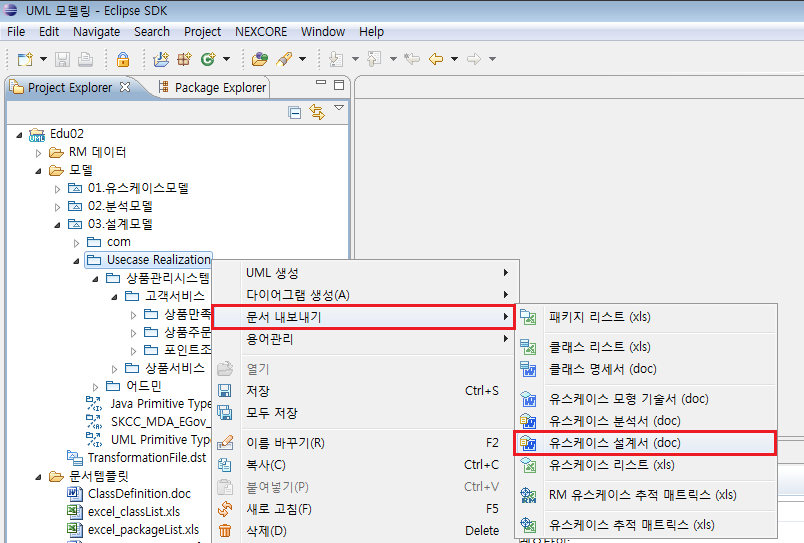 UML 모델링 - Eclipse SDK
File Edit Navigate Search Project NEXCORE Window Help
Project Explorer Package Explorer
Edu02
RM 데이터
모델
01.유스케이스모델
02.분석모델
03.설계모델
com
Usecase Realization
상품관리시스템
고객서비스
상품만족
상품주문
포인트조
상품서비스
어드민
Java Primitive Type
SKCC_MDA_EGov_
UML Primitive Type
TransformationFile.dst
문서템플릿
ClassDefinition.doc
excel_classList.xls
excel_packageList.xls
UML 생성
다이어그램 생성(A)
문서 내보내기
용어관리
열기
저장 Ctrl+S
모두 저장
이름 바꾸기(R) F2
복사(C) Ctrl+C
붙여넣기(P) Ctrl+V
새로 고침(F) F5
삭제(D) Delete
패키지 리스트 (xls)
클래스 리스트 (xls)
클래스 명세서 (doc)
유스케이스 모형 기술서 (doc)
유스케이스 분석서 (doc)
유스케이스 설계서 (doc)
유스케이스 리스트 (xls)
RM 유스케이스 추적 매트릭스 (xls)
유스케이스 추적 매트릭스 (xls)